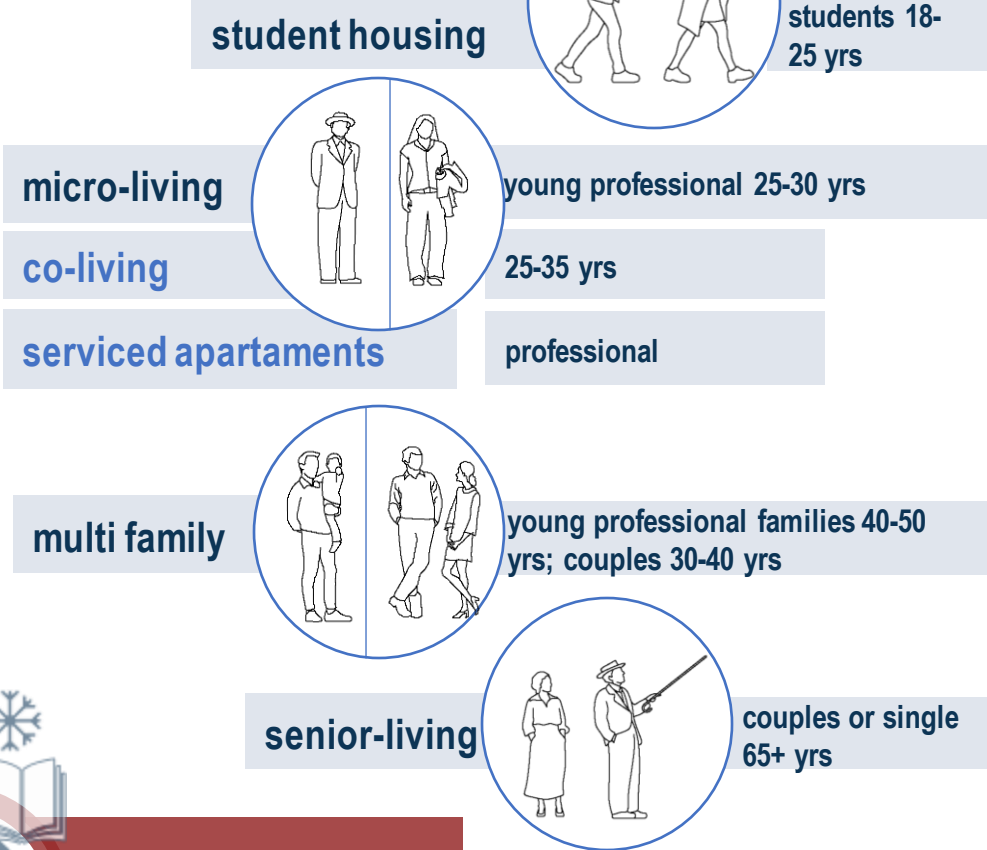 student housing
students 18-
25 yrs
micro-living
young professional 25-30 yrs
co-living
25-35 yrs
serviced apartaments
professional
multi family
young professional families 40-50
yrs; couples 30-40 yrs
senior-living
couples or single
65+ yrs